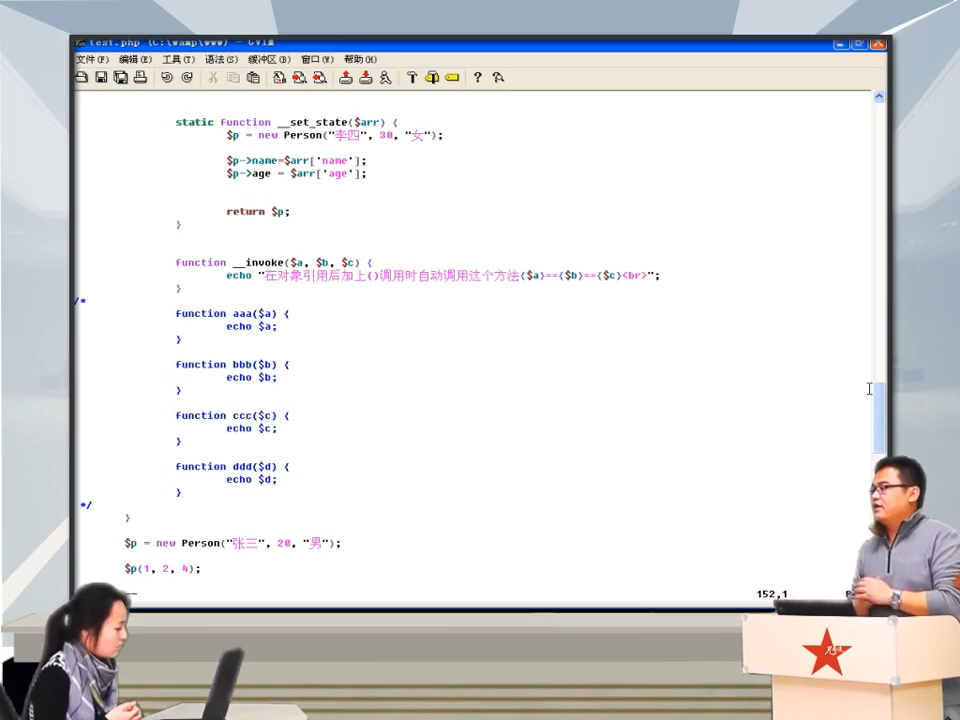 test.php (C:\wamp\www) - GVIM
文件(F) 编辑(E) 工具(T) 语法(S) 缓冲区(B) 窗口(W) 帮助(H)
static function __set_state($arr) {
$p = new Person("李四", 30, "女");
$p->name=$arr['name'];
$p->age = $arr['age'];
return $p;
}
function __invoke($a, $b, $c) {
echo "在对象引用后加上()调用时自动调用这个方法{$a}=={$b}=={$c}<br>";
}
/*
function aaa($a) {
echo $a;
}
function bbb($b) {
echo $b;
}
function ccc($c) {
echo $c;
}
function ddd($d) {
echo $d;
}
*/
}
$p = new Person("张三", 20, "男");
$p(1, 2, 4);
152,1